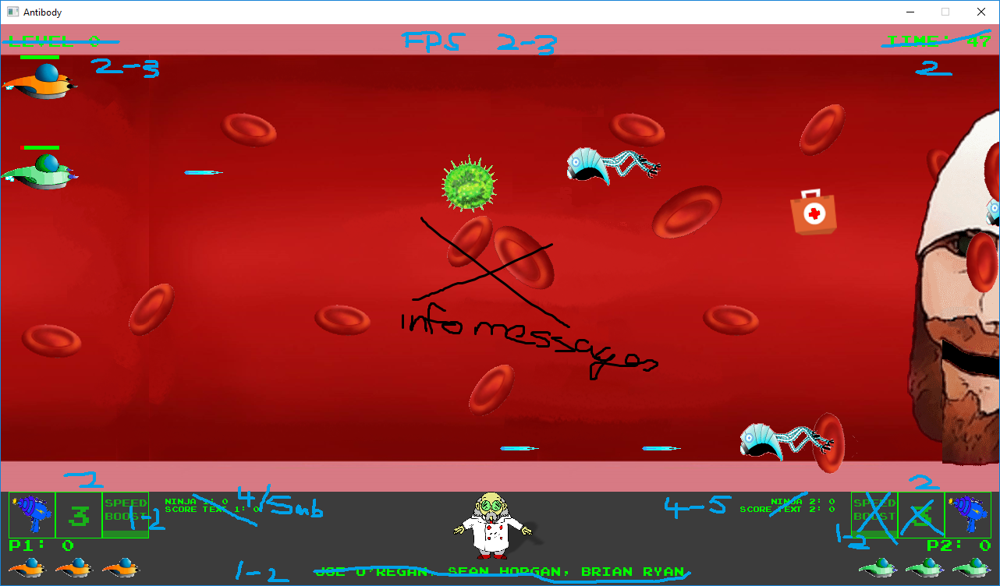 Antibody
LEVEL 0 FPS 2-3 TIME: 47
2-3 2
info messages
2 2
SPEED BOOST
3
1-2
NINJA 1: 0
SCORE TEXT 1: 0
4/5mb
4-5
NINJA 2: 0
SCORE TEXT 2: 0
SPEED BOOST
3
1-2
P1: 0 P2: 0
1-2 JOE O'REGAN, SEAN HORGAN, BRIAN RYAN